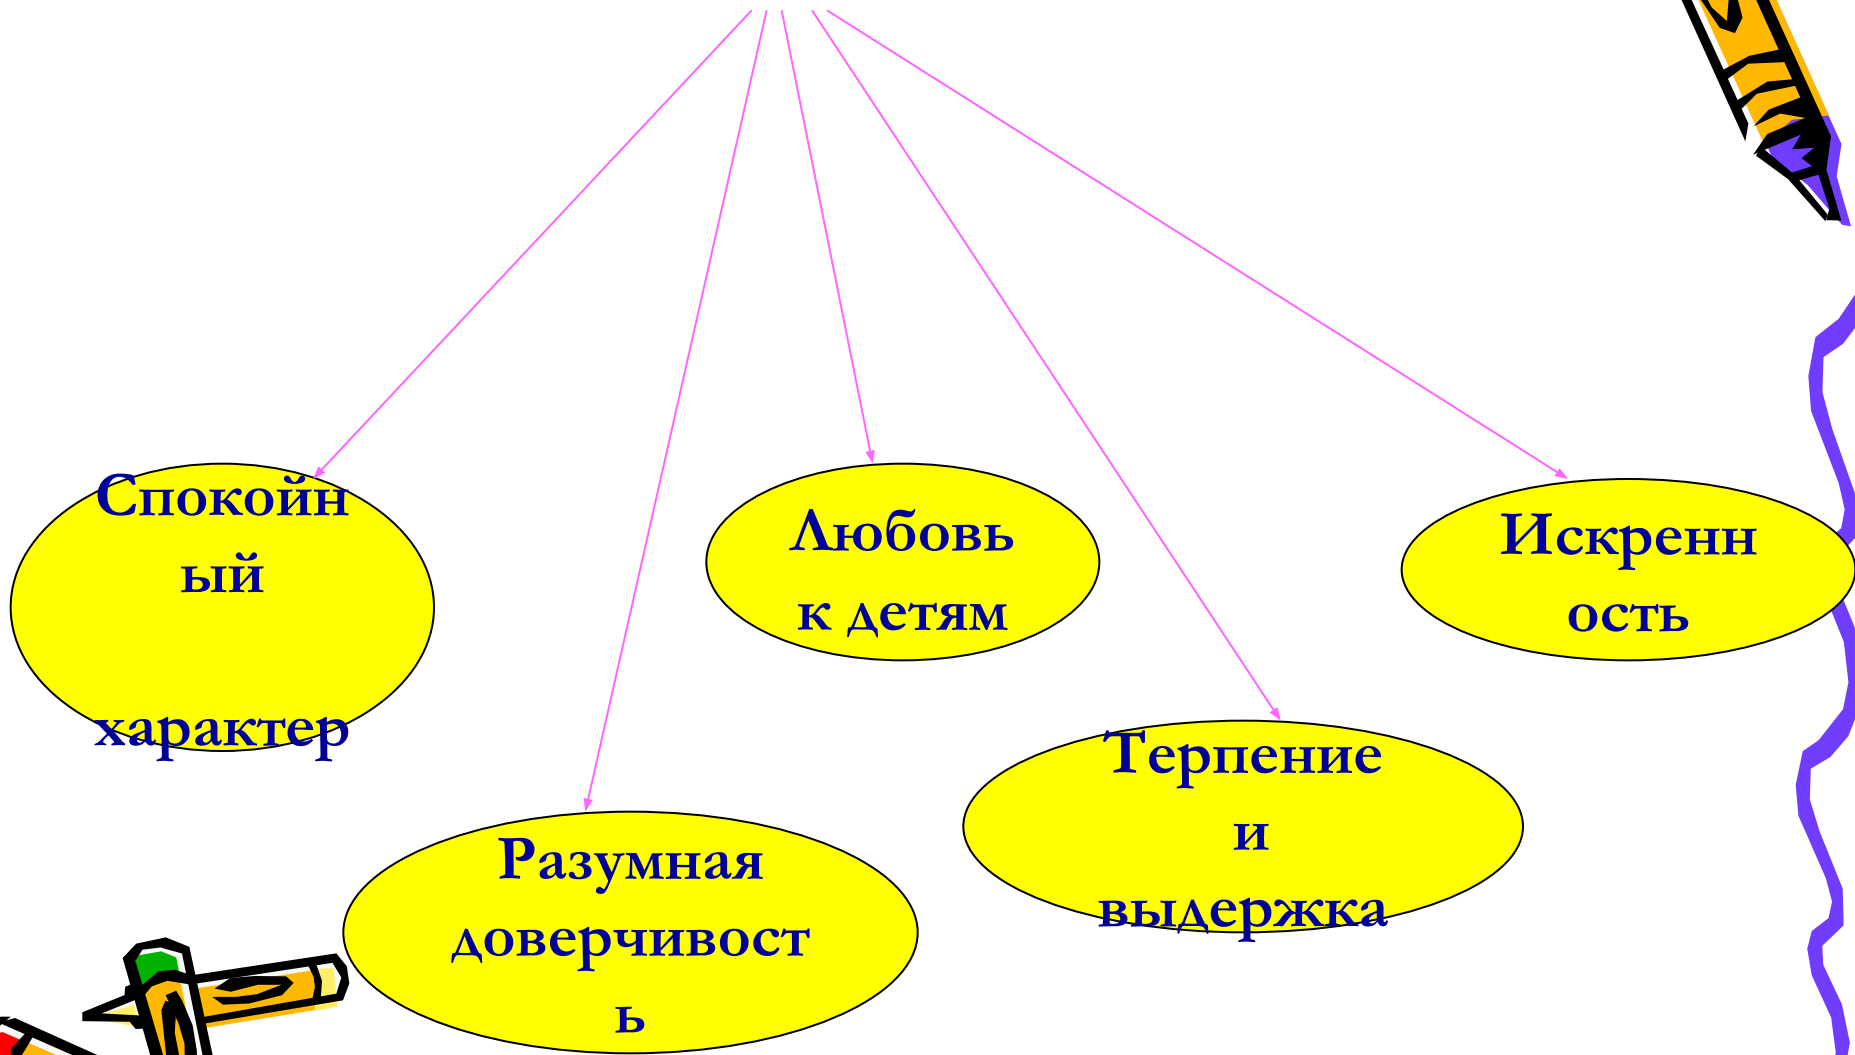 Спокойн
ый
характер
Разумная
доверчивост
ь
Любовь
к детям
Терпение
и
выдержка
Искренн
ость